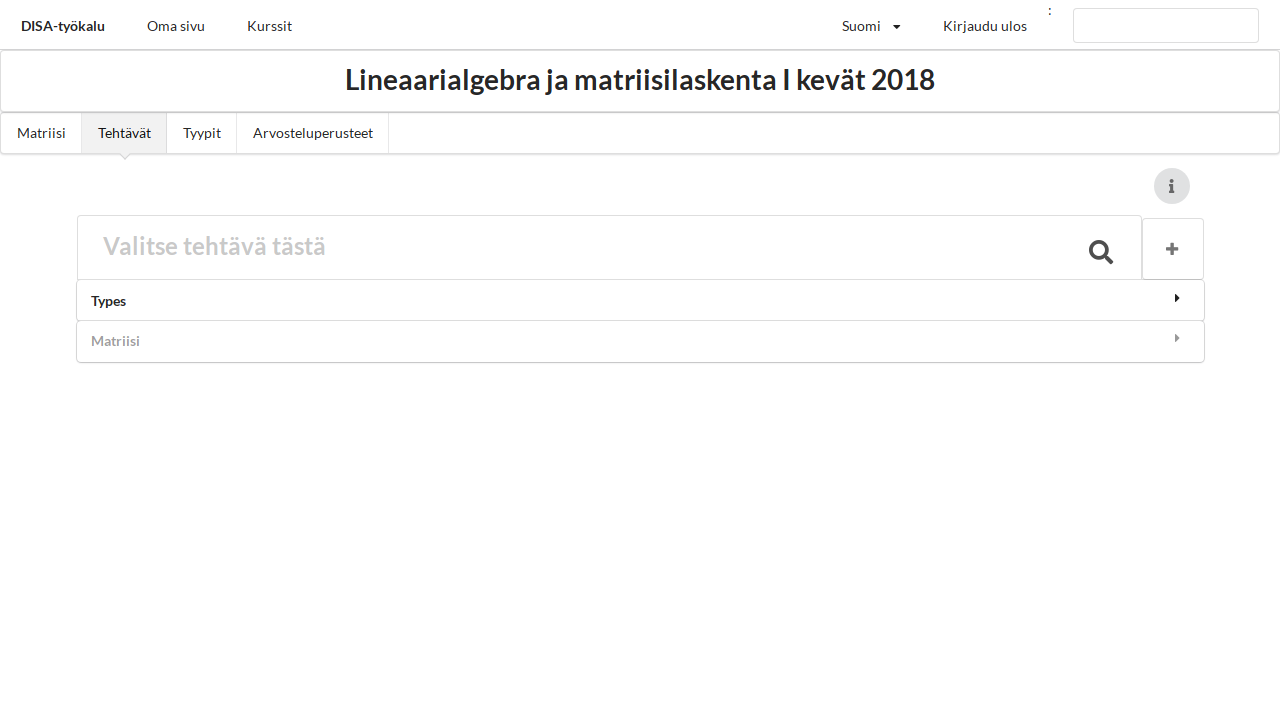 DISA-työkalu Oma sivu Kurssit Suomi Kirjaudu ulos :
Lineaarialgebra ja matriisilaskenta I kevät 2018
Matriisi Tehtävät Tyypit Arvosteluperusteet
Valitse tehtävä tästä
Types
Matriisi